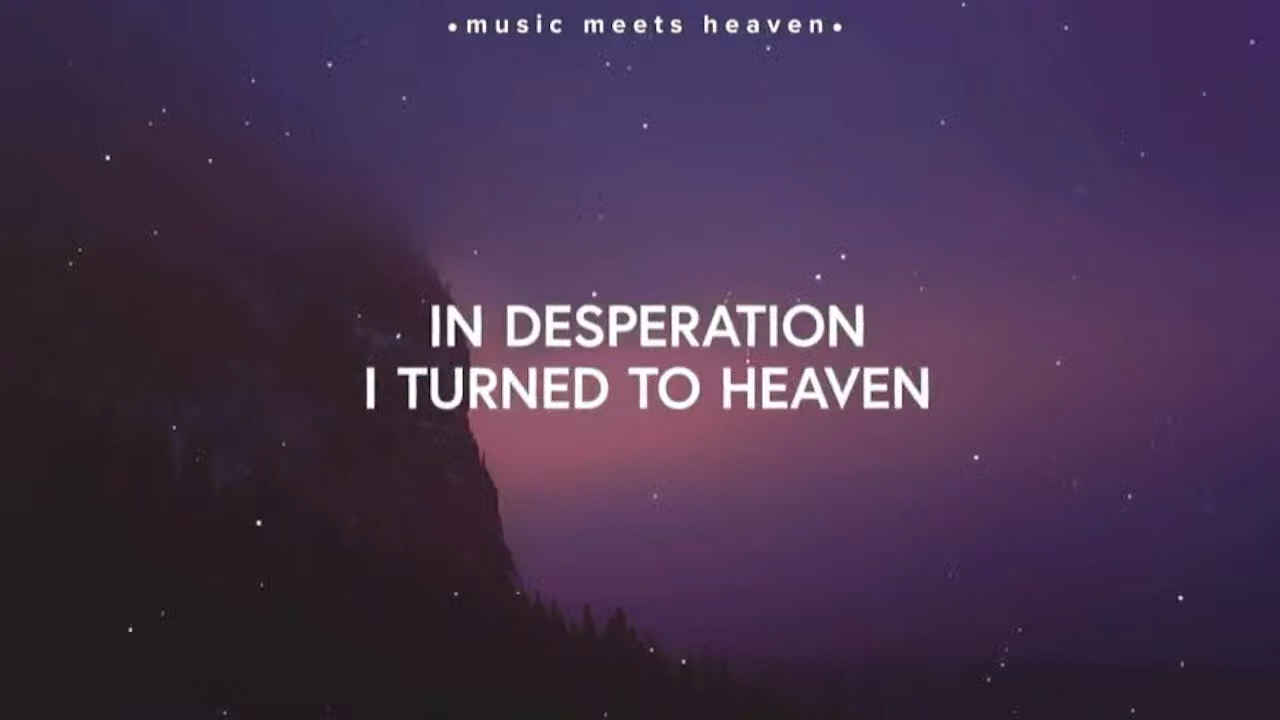 •music meets heaven•
IN DESPERATION
I TURNED TO HEAVEN